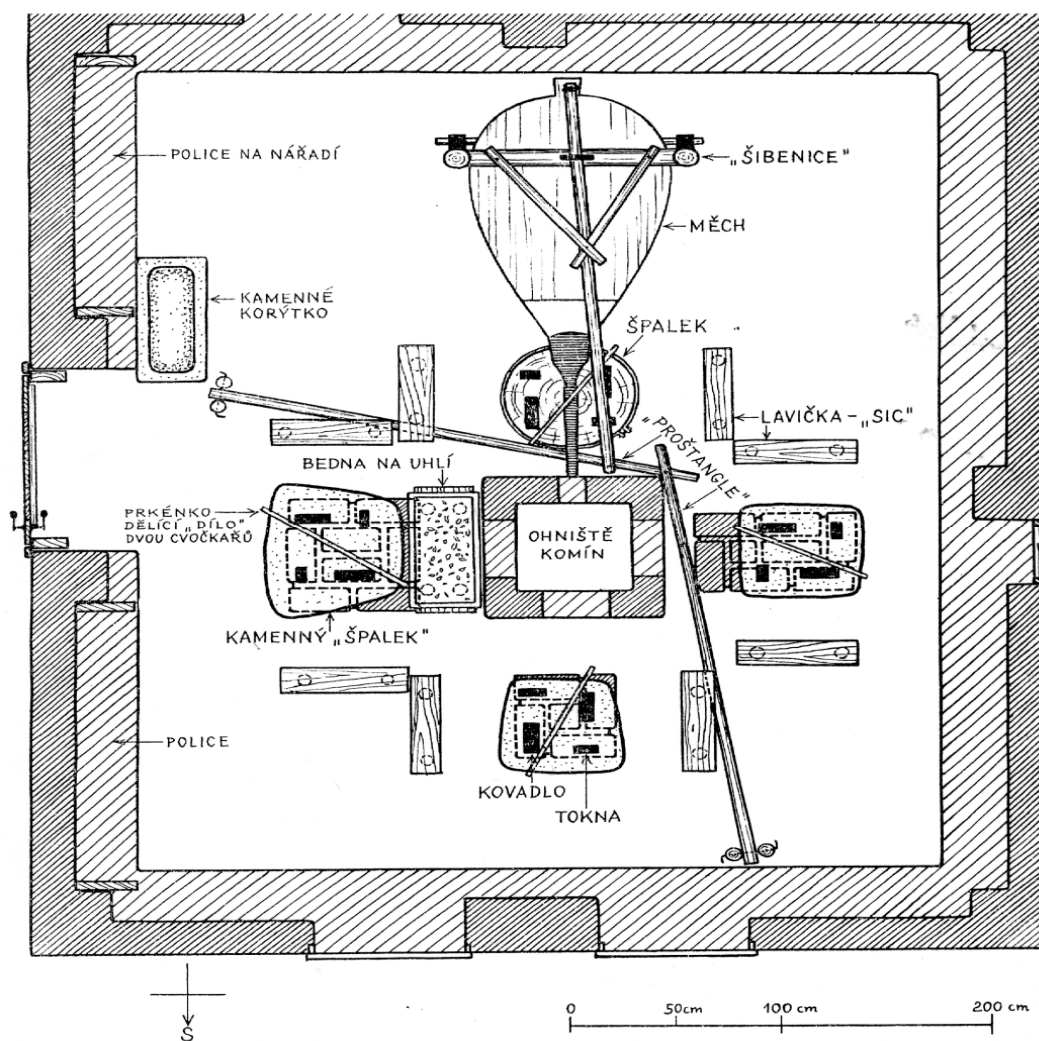 POLICE NA NÁŘADÍ
„ŠIBENICE"
MĚCH
KAMENNÉ
KORÝTKO
ŠPALEK
„PROŠTANGLE"
LAVIČKA – „SIC"
BEDNA NA UHLÍ
PRKÉNKO
DĚLÍCÍ „DÍLO"
DVOU CVOČKAŘŮ
OHNIŠTĚ
KOMÍN
KAMENNÝ „ŠPALEK"
POLICE
KOVADLO
TOKNA
S
0 50cm 100 cm 200 cm